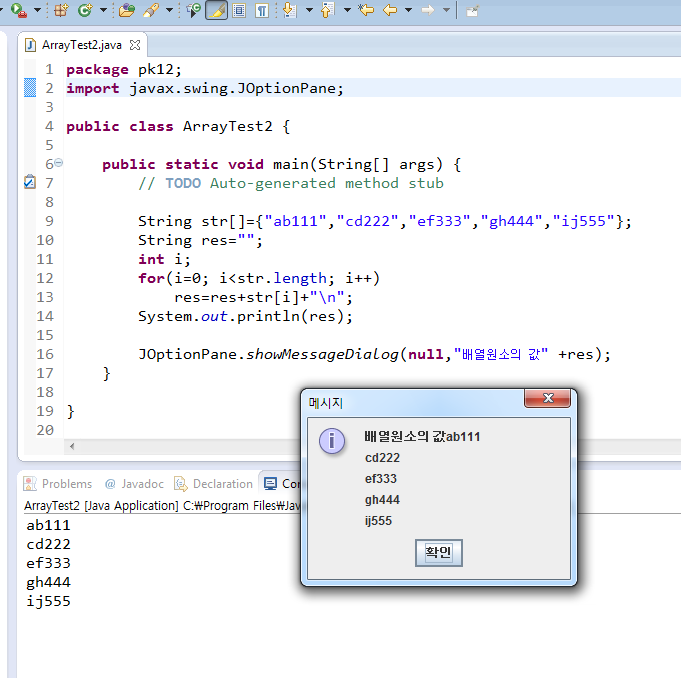 ArrayTest2.java
1 package pk12;
2 import javax.swing.JOptionPane;
3
4 public class ArrayTest2 {
5
6 public static void main(String[] args) {
7 // TODO Auto-generated method stub
8
9 String str[]={"ab111","cd222","ef333","gh444","ij555"};
10 String res="";
11 int i;
12 for(i=0; i<str.length; i++)
13 res=res+str[i]+"\n";
14 System.out.println(res);
15
16 JOptionPane.showMessageDialog(null,"배열원소의 값" +res);
17 }
18
19 }
20
메시지
배열원소의 값ab111
cd222
ef333
gh444
ij555
확인
Problems @ Javadoc Declaration
ArrayTest2 [Java Application] C:₩Program Files₩Jav
ab111
cd222
ef333
gh444
ij555